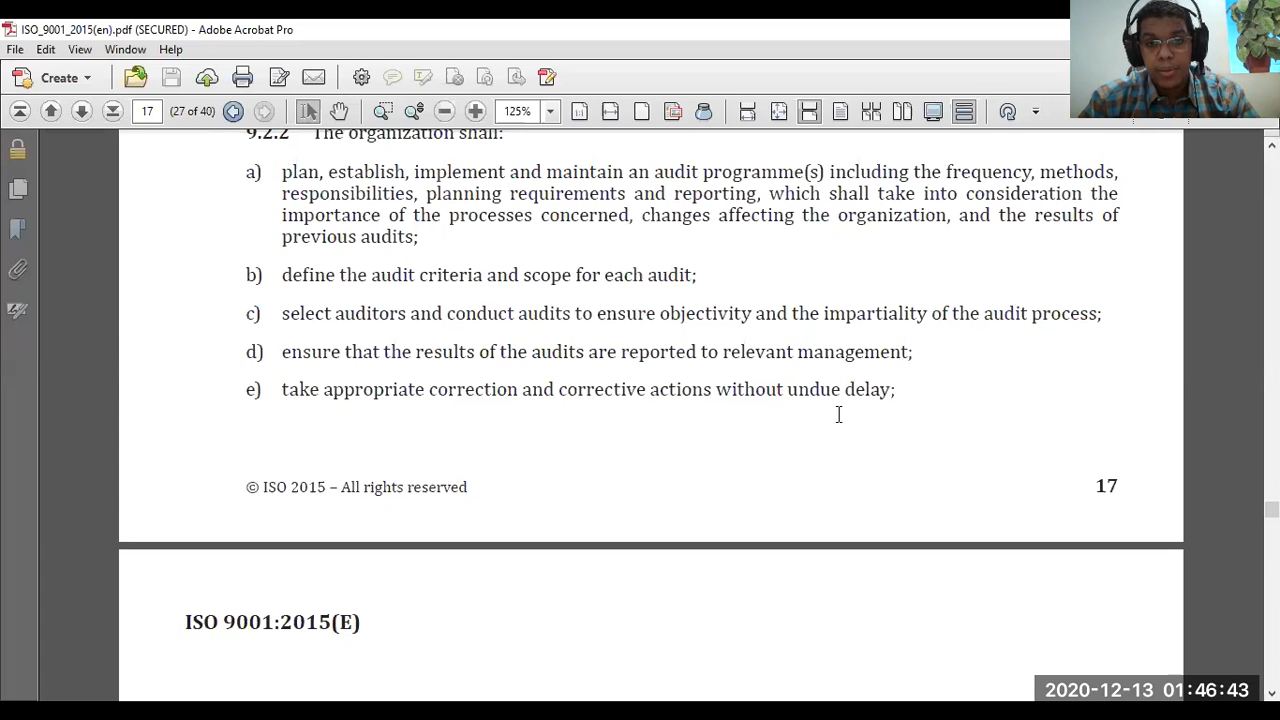 ISO_9001_2015(en).pdf (SECURED) - Adobe Acrobat Pro
File Edit View Window Help
Create
17 (27 of 40) 125%
9.2.2 The organization shall:
a) plan, establish, implement and maintain an audit programme(s) including the frequency, methods,
responsibilities, planning requirements and reporting, which shall take into consideration the
importance of the processes concerned, changes affecting the organization, and the results of
previous audits;
b) define the audit criteria and scope for each audit;
c) select auditors and conduct audits to ensure objectivity and the impartiality of the audit process;
d) ensure that the results of the audits are reported to relevant management;
e) take appropriate correction and corrective actions without undue delay;
© ISO 2015 – All rights reserved 17
ISO 9001:2015(E)
2020-12-13 01:46:43